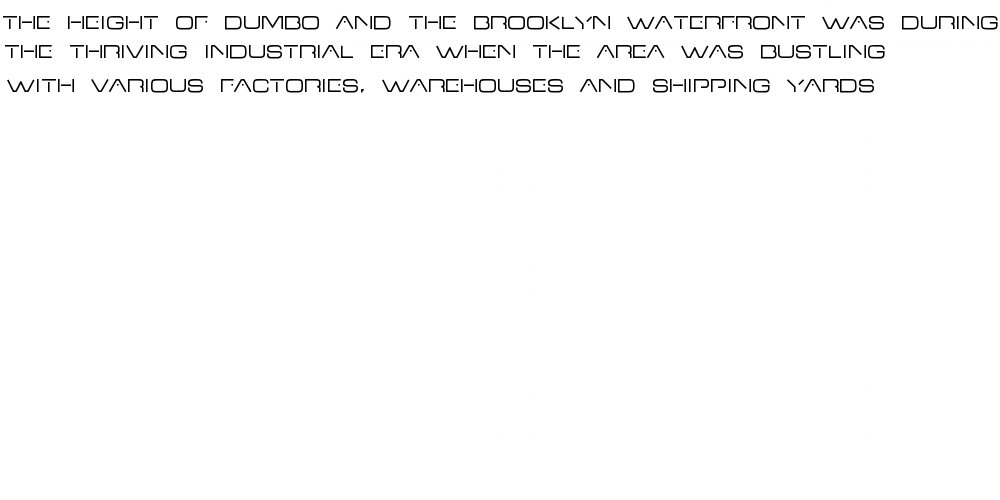 THE HEIGHT OF DUMBO AND THE BROOKLYN WATERFRONT WAS DURING
THE THRIVING INDUSTRIAL ERA WHEN THE AREA WAS BUSTLING
WITH VARIOUS FACTORIES, WAREHOUSES AND SHIPPING YARDS